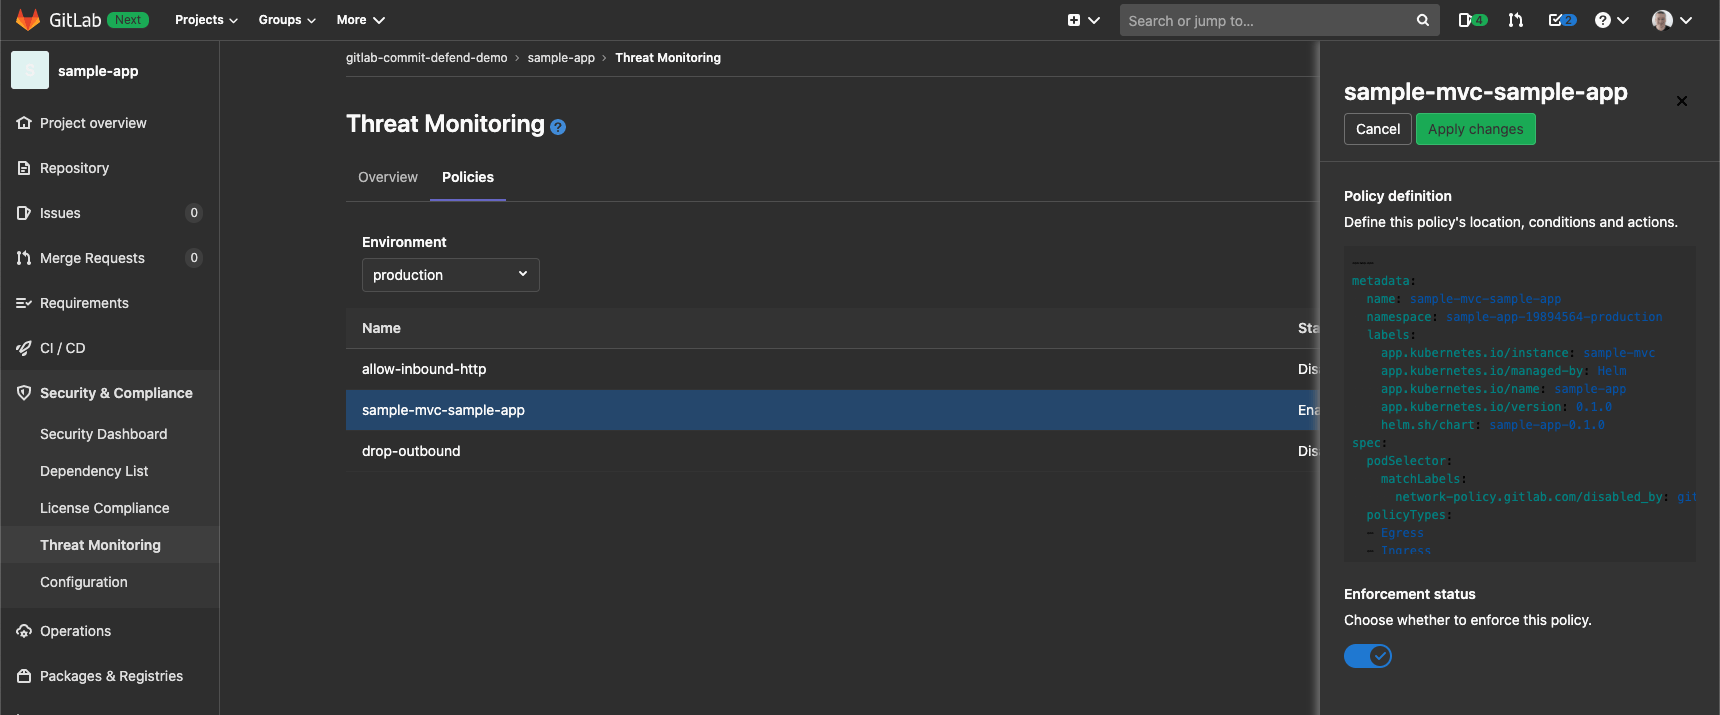 GitLab Next Projects Groups More Search or jump to... 4 2
S sample-app
Project overview
Repository
Issues 0
Merge Requests 0
Requirements
CI / CD
Security & Compliance
Security Dashboard
Dependency List
License Compliance
Threat Monitoring
Configuration
Operations
Packages & Registries
gitlab-commit-defend-demo › sample-app › Threat Monitoring
Threat Monitoring ?
Overview Policies
Environment
production
Name Sta
allow-inbound-http Dis
sample-mvc-sample-app Ena
drop-outbound Dis
sample-mvc-sample-app ×
Cancel Apply changes
Policy definition
Define this policy's location, conditions and actions.
---
metadata:
name: sample-mvc-sample-app
namespace: sample-app-19894564-production
labels:
app.kubernetes.io/instance: sample-mvc
app.kubernetes.io/managed-by: Helm
app.kubernetes.io/name: sample-app
app.kubernetes.io/version: 0.1.0
helm.sh/chart: sample-app-0.1.0
spec:
podSelector:
matchLabels:
network-policy.gitlab.com/disabled_by: git
policyTypes:
- Egress
- Ingress
Enforcement status
Choose whether to enforce this policy.